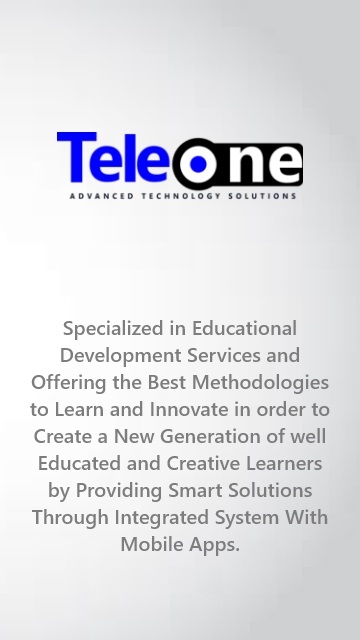 Teleone
ADVANCED TECHNOLOGY SOLUTIONS
Specialized in Educational
Development Services and
Offering the Best Methodologies
to Learn and Innovate in order to
Create a New Generation of well
Educated and Creative Learners
by Providing Smart Solutions
Through Integrated System With
Mobile Apps.